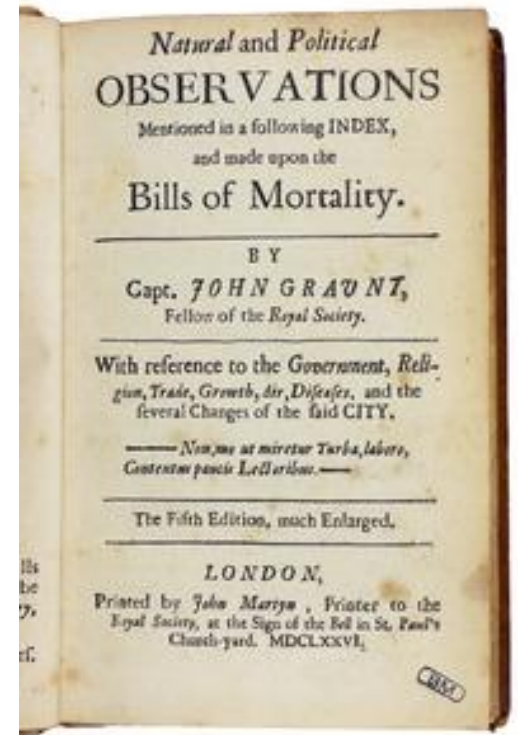 Natural and Political
OBSERVATIONS
Mentioned in a following INDEX,
and made upon the
Bills of Mortality.
BY
Capt. JOHN GRAUNT,
Fellow of the Royal Society.
With reference to the Government, Reli-
gion, Trade, Growth, Air, Diseases, and the
several Changes of the said CITY.
—— Non, me ut miretur Turba, laboro,
Contentus paucis Lectoribus. ——
The Fifth Edition, much Enlarged.
LONDON,
Printed by John Martyn, Printer to the
Royal Society, at the Sign of the Bell in St. Paul's
Church-yard. MDCLXXVI.